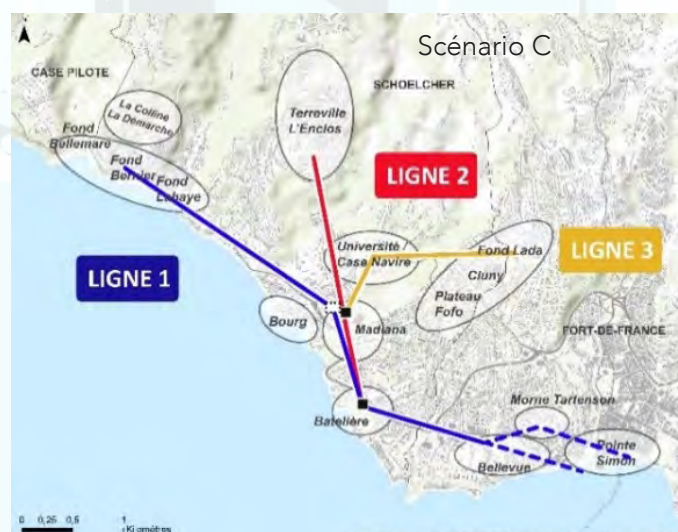 Scénario C
CASE PILOTE
SCHOELCHER
La Colline
La Démarche
Terreville
L'Enclos
Fond
Bellemare
Fond
Bernier
Fond
Lahaye
LIGNE 2
Université /
Case Navire
Fond Lada
LIGNE 3
LIGNE 1
Cluny
Plateau
Fofo
Bourg
Madiana
FORT-DE-FRANCE
Morne Tartenson
Batelière
Pointe
Simon
Bellevue
0 0,25 0,5 1
Kilomètres